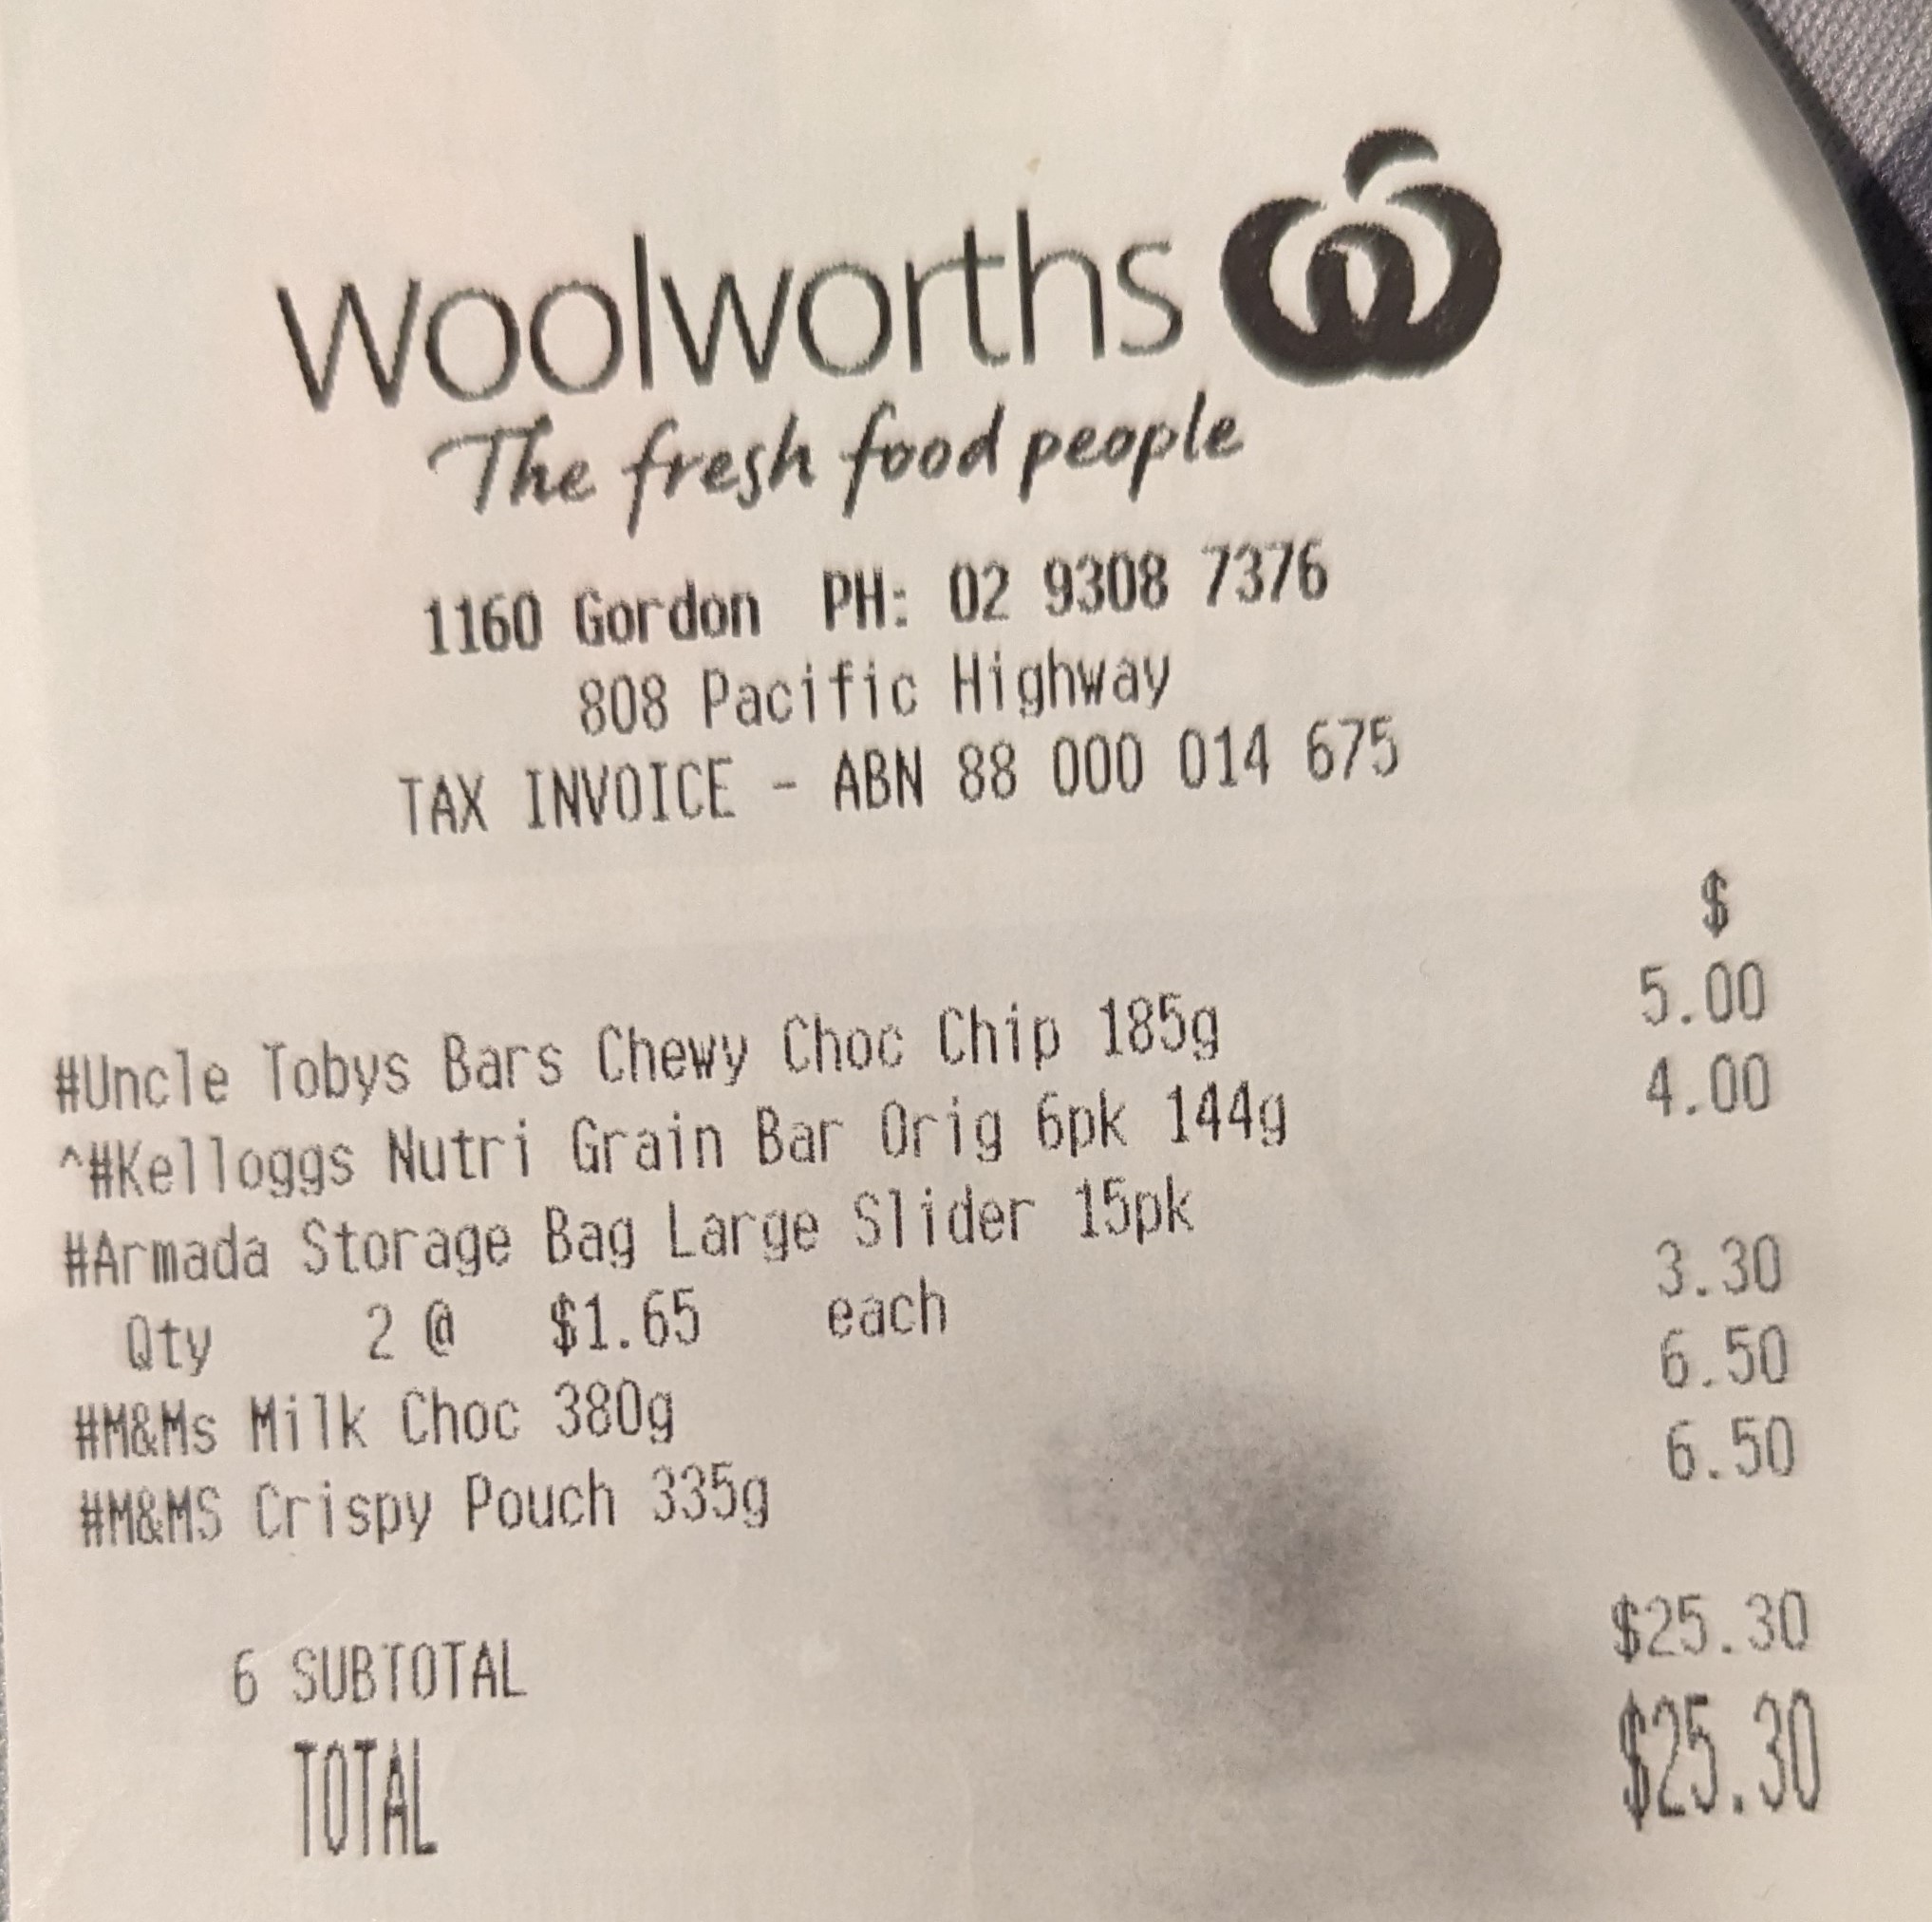 Woolworths
The fresh food people
1160 Gordon PH: 02 9308 7376
808 Pacific Highway
TAX INVOICE - ABN 88 000 014 675
$
#Uncle Tobys Bars Chewy Choc Chip 185g 5.00
^#Kelloggs Nutri Grain Bar Orig 6pk 144g 4.00
#Armada Storage Bag Large Slider 15pk
Qty 2 @ $1.65 each 3.30
#M&Ms Milk Choc 380g 6.50
#M&MS Crispy Pouch 335g 6.50
6 SUBTOTAL $25.30
TOTAL $25.30